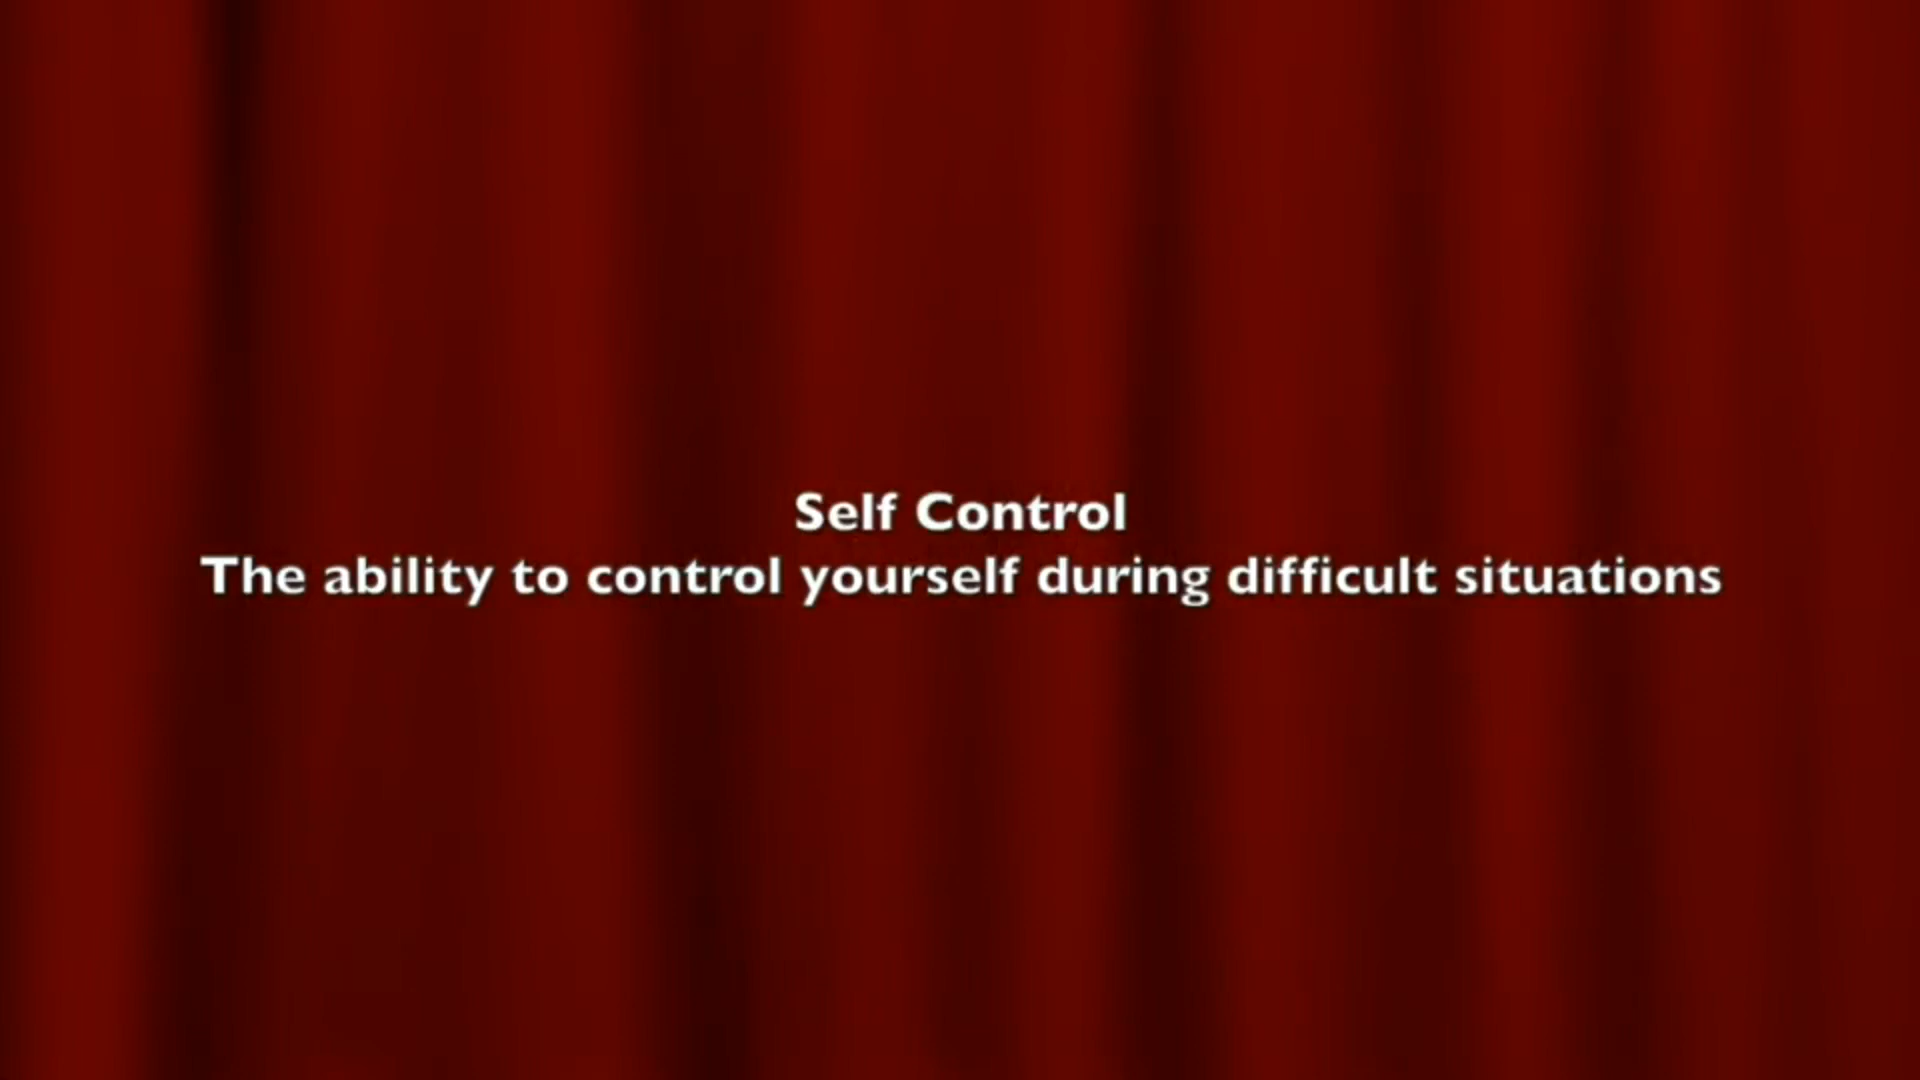 Self Control
The ability to control yourself during difficult situations